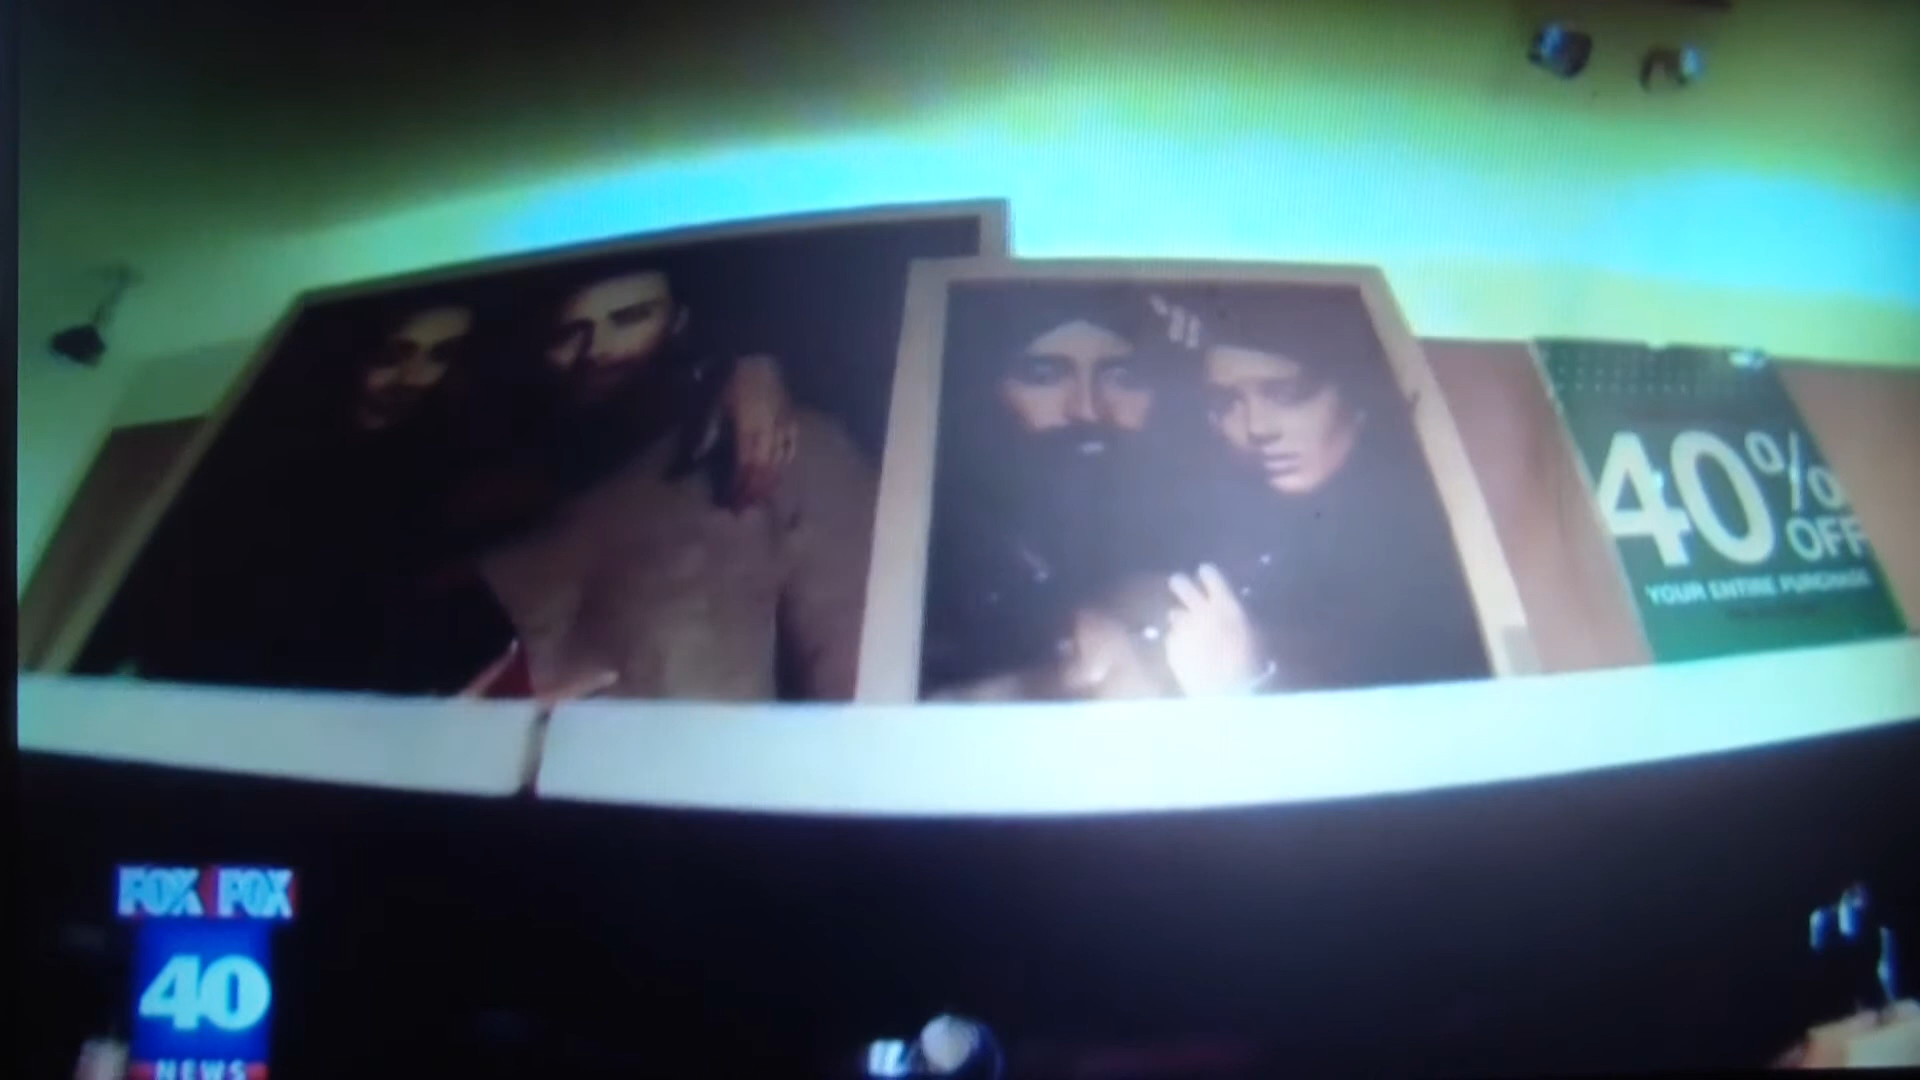 40% OFF
YOUR ENTIRE PURCHASE
FOX FOX
40
NEWS